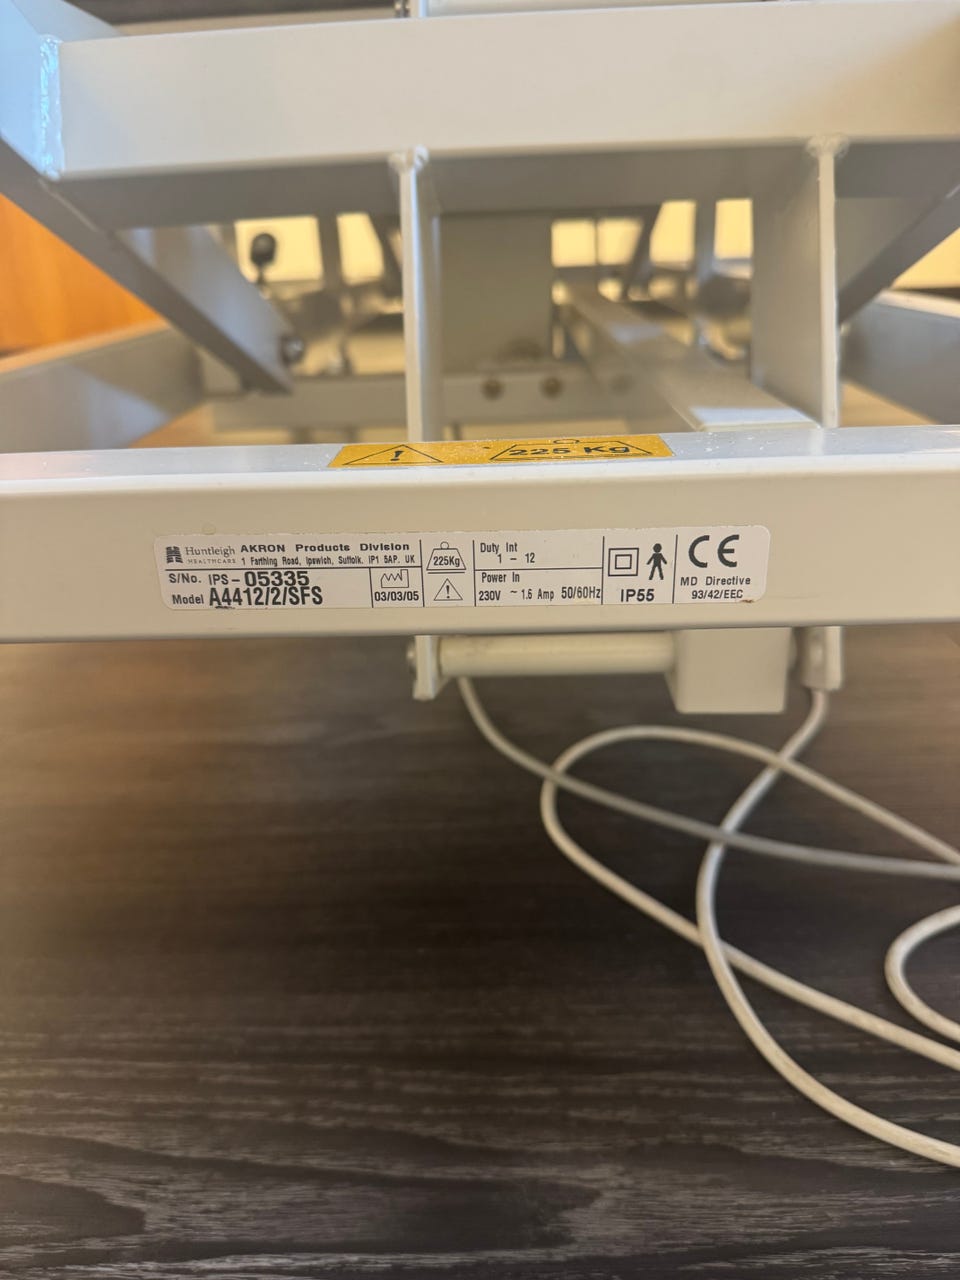 225 Kg
Huntleigh HEALTHCARE AKRON Products Division
1 Farthing Road, Ipswich, Suffolk. IP1 5AP. UK
S/No. IPS-05335
Model A4412/2/SFS
03/03/05
225Kg
Duty Int
1 - 12
Power In
230V ~ 1.6 Amp 50/60Hz
IP55
CE
MD Directive
93/42/EEC